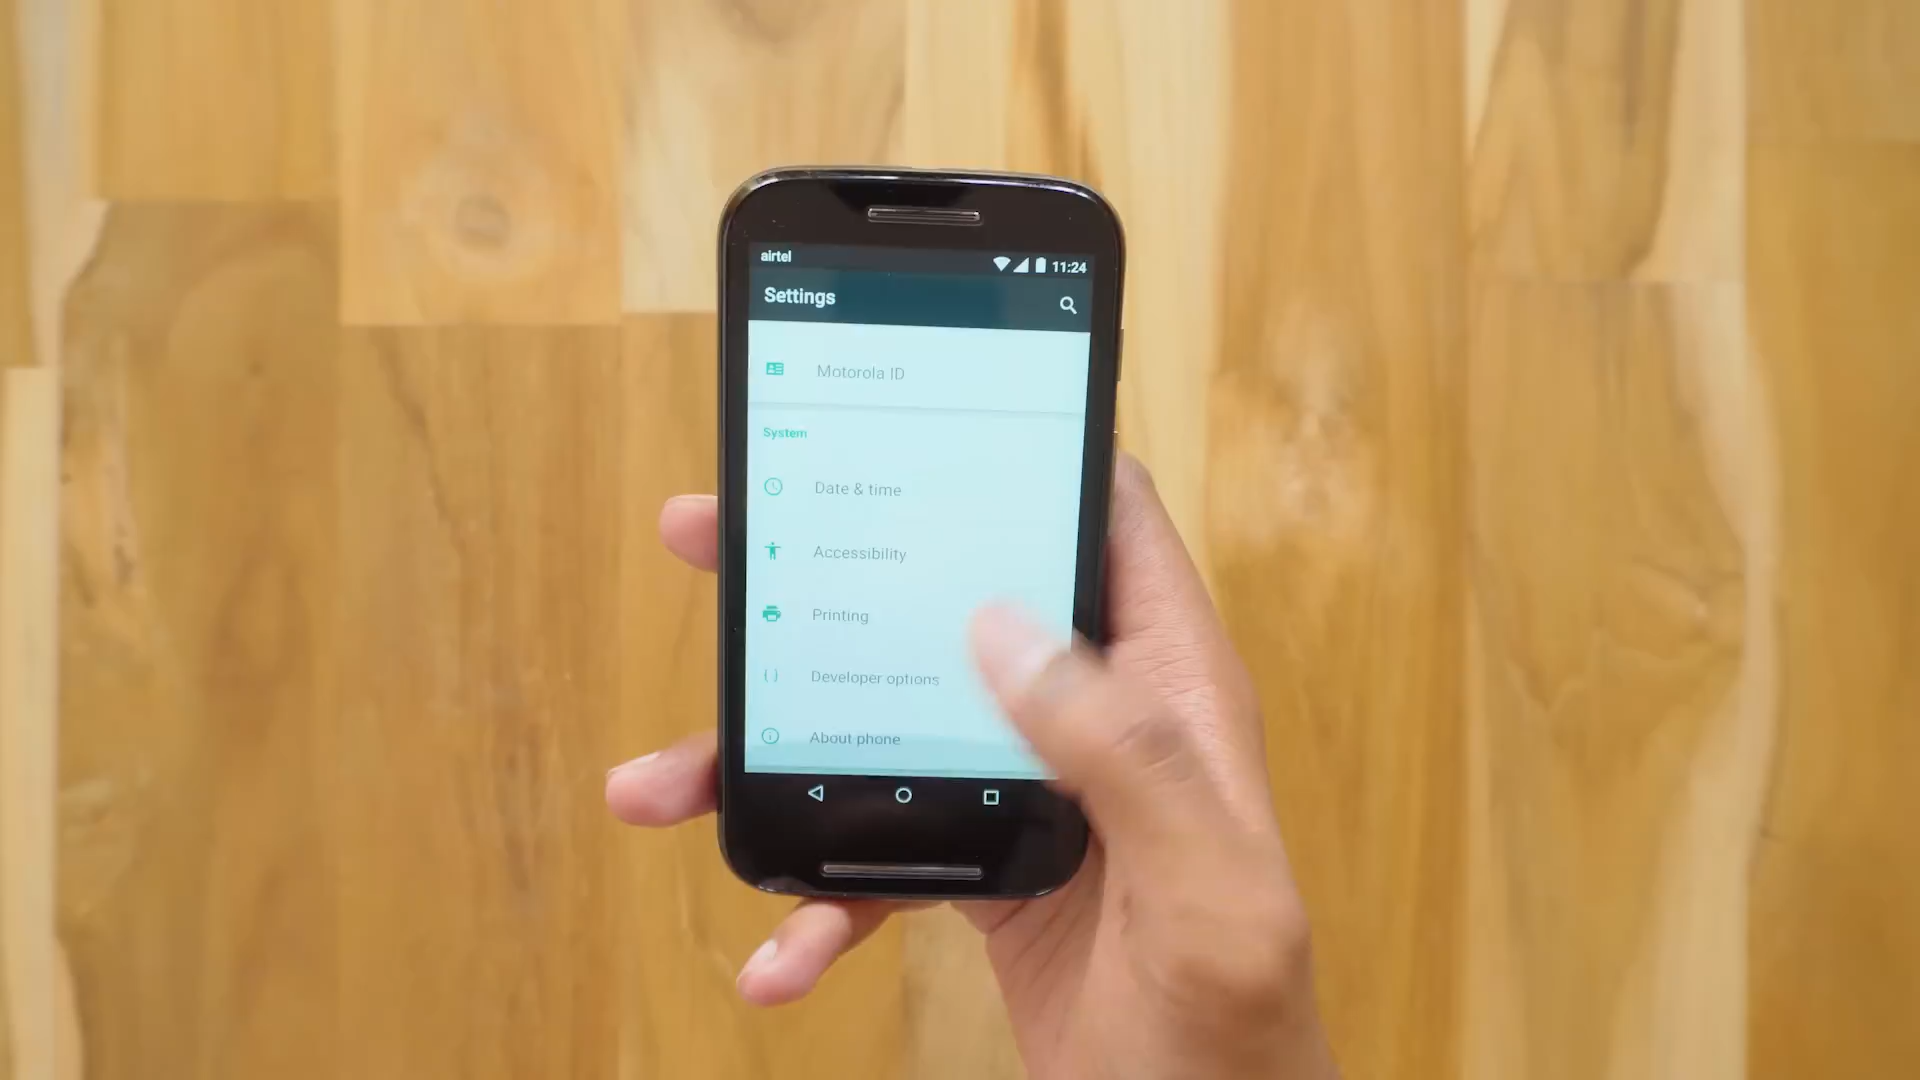 airtel
11:24
Settings
Motorola ID
System
Date & time
Accessibility
Printing
Developer options
About phone